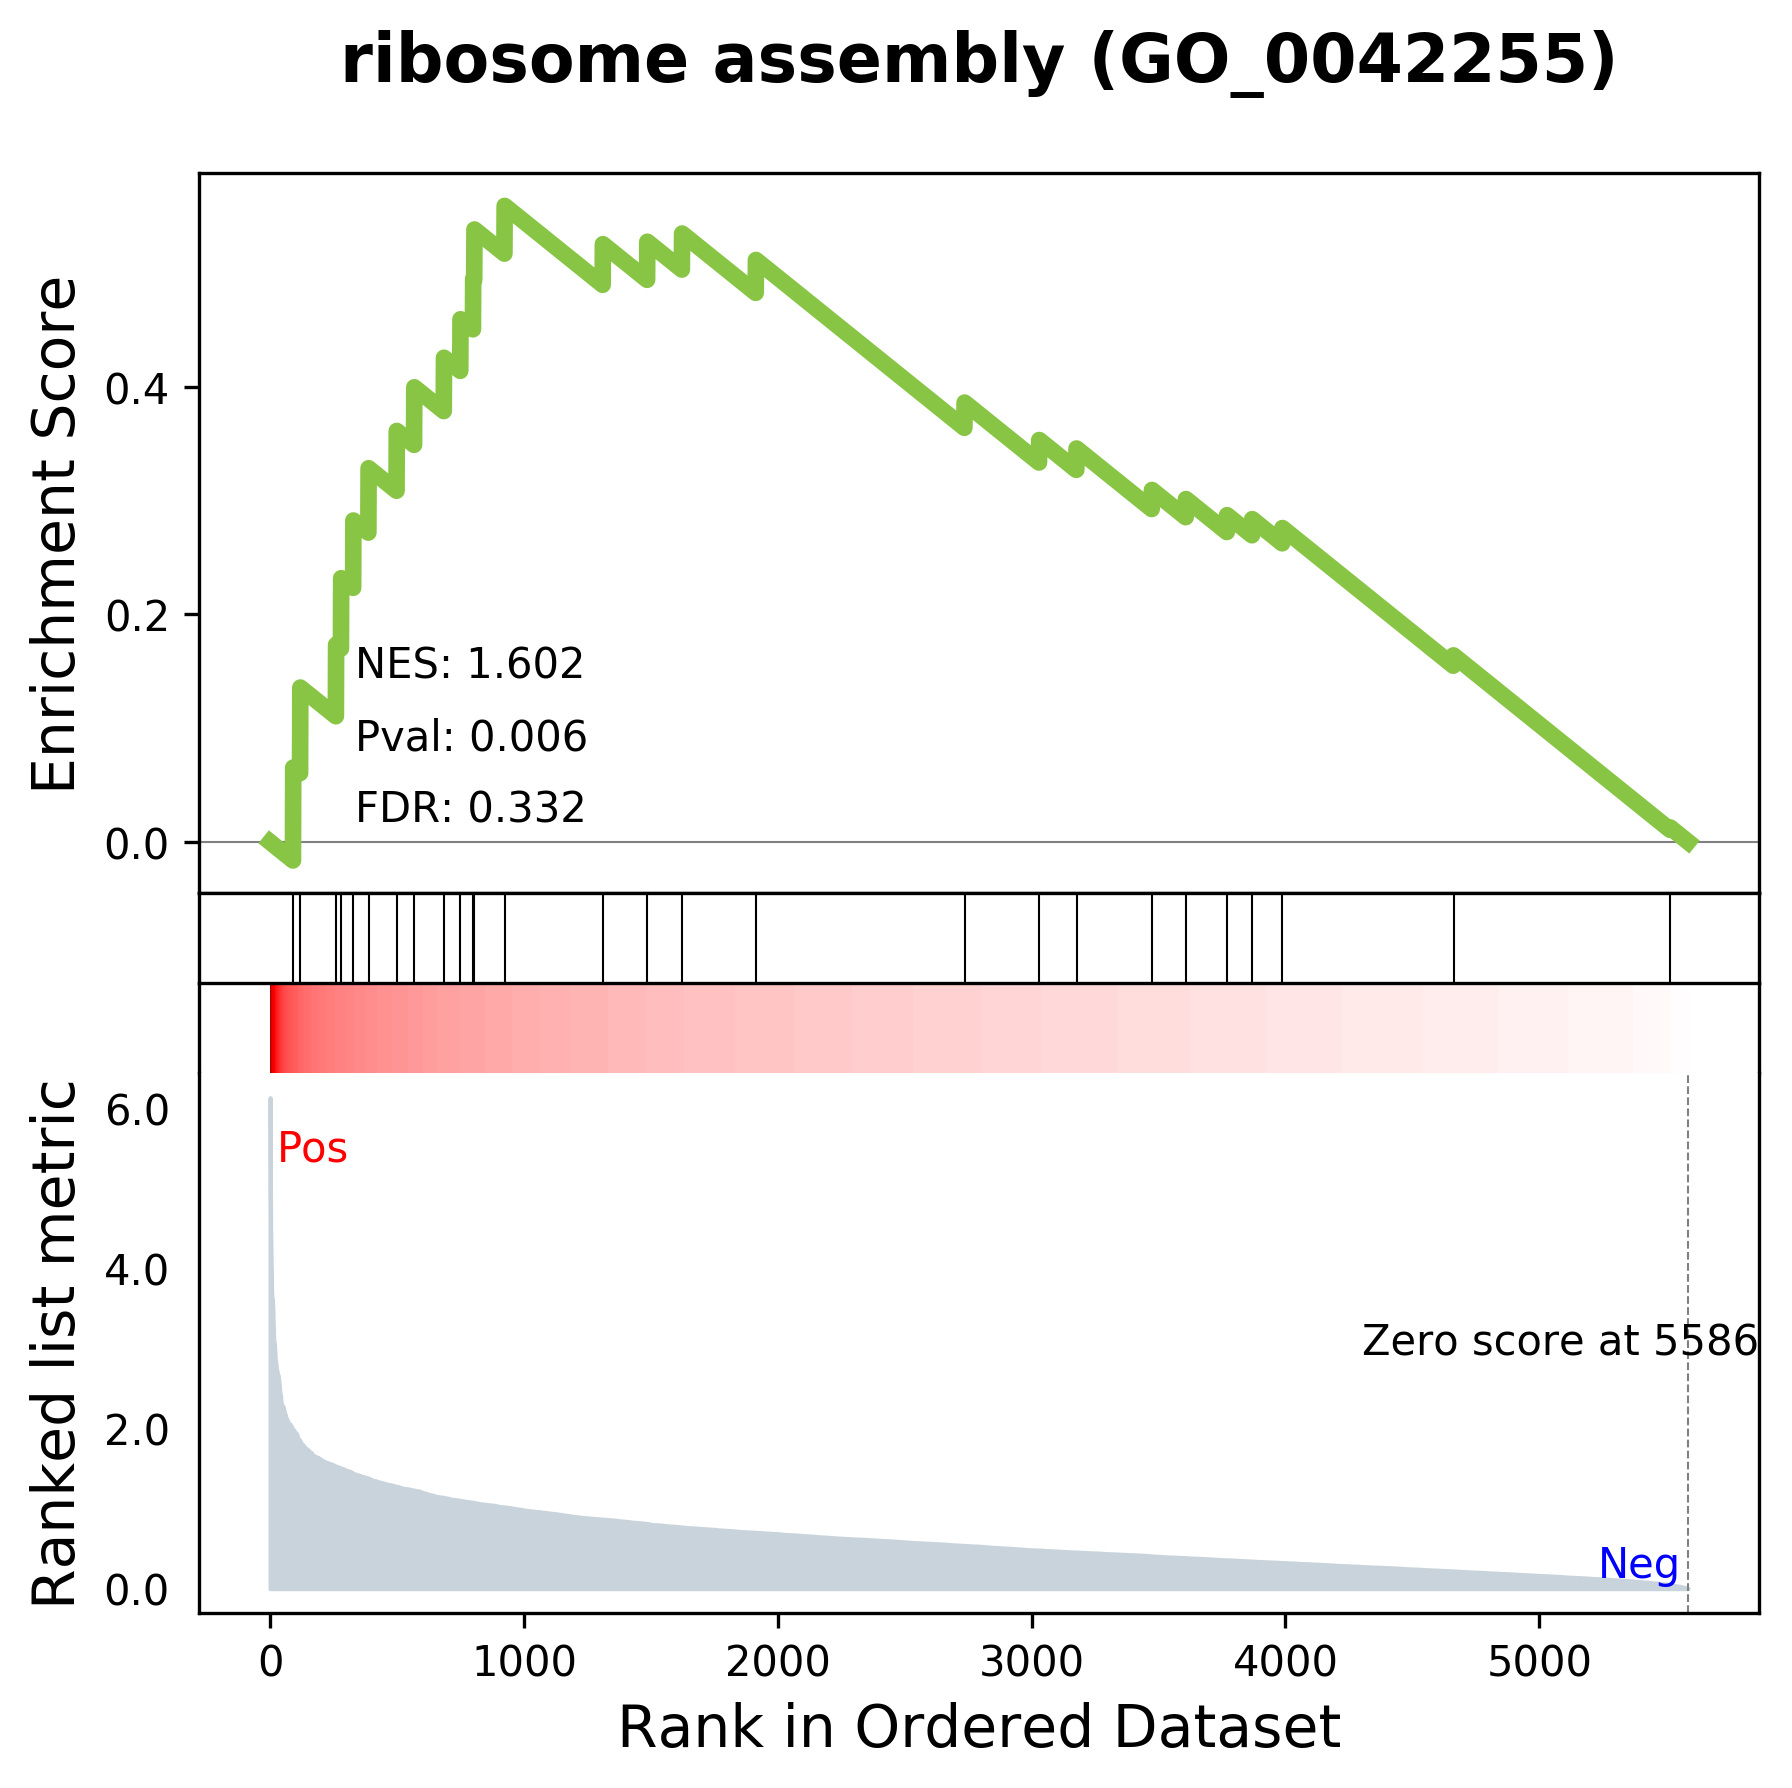 ribosome assembly (GO_0042255)
Enrichment Score
0.4
0.2
0.0
NES: 1.602
Pval: 0.006
FDR: 0.332
Ranked list metric
6.0
4.0
2.0
0.0
Pos
Zero score at 5586
Neg
0 1000 2000 3000 4000 5000
Rank in Ordered Dataset